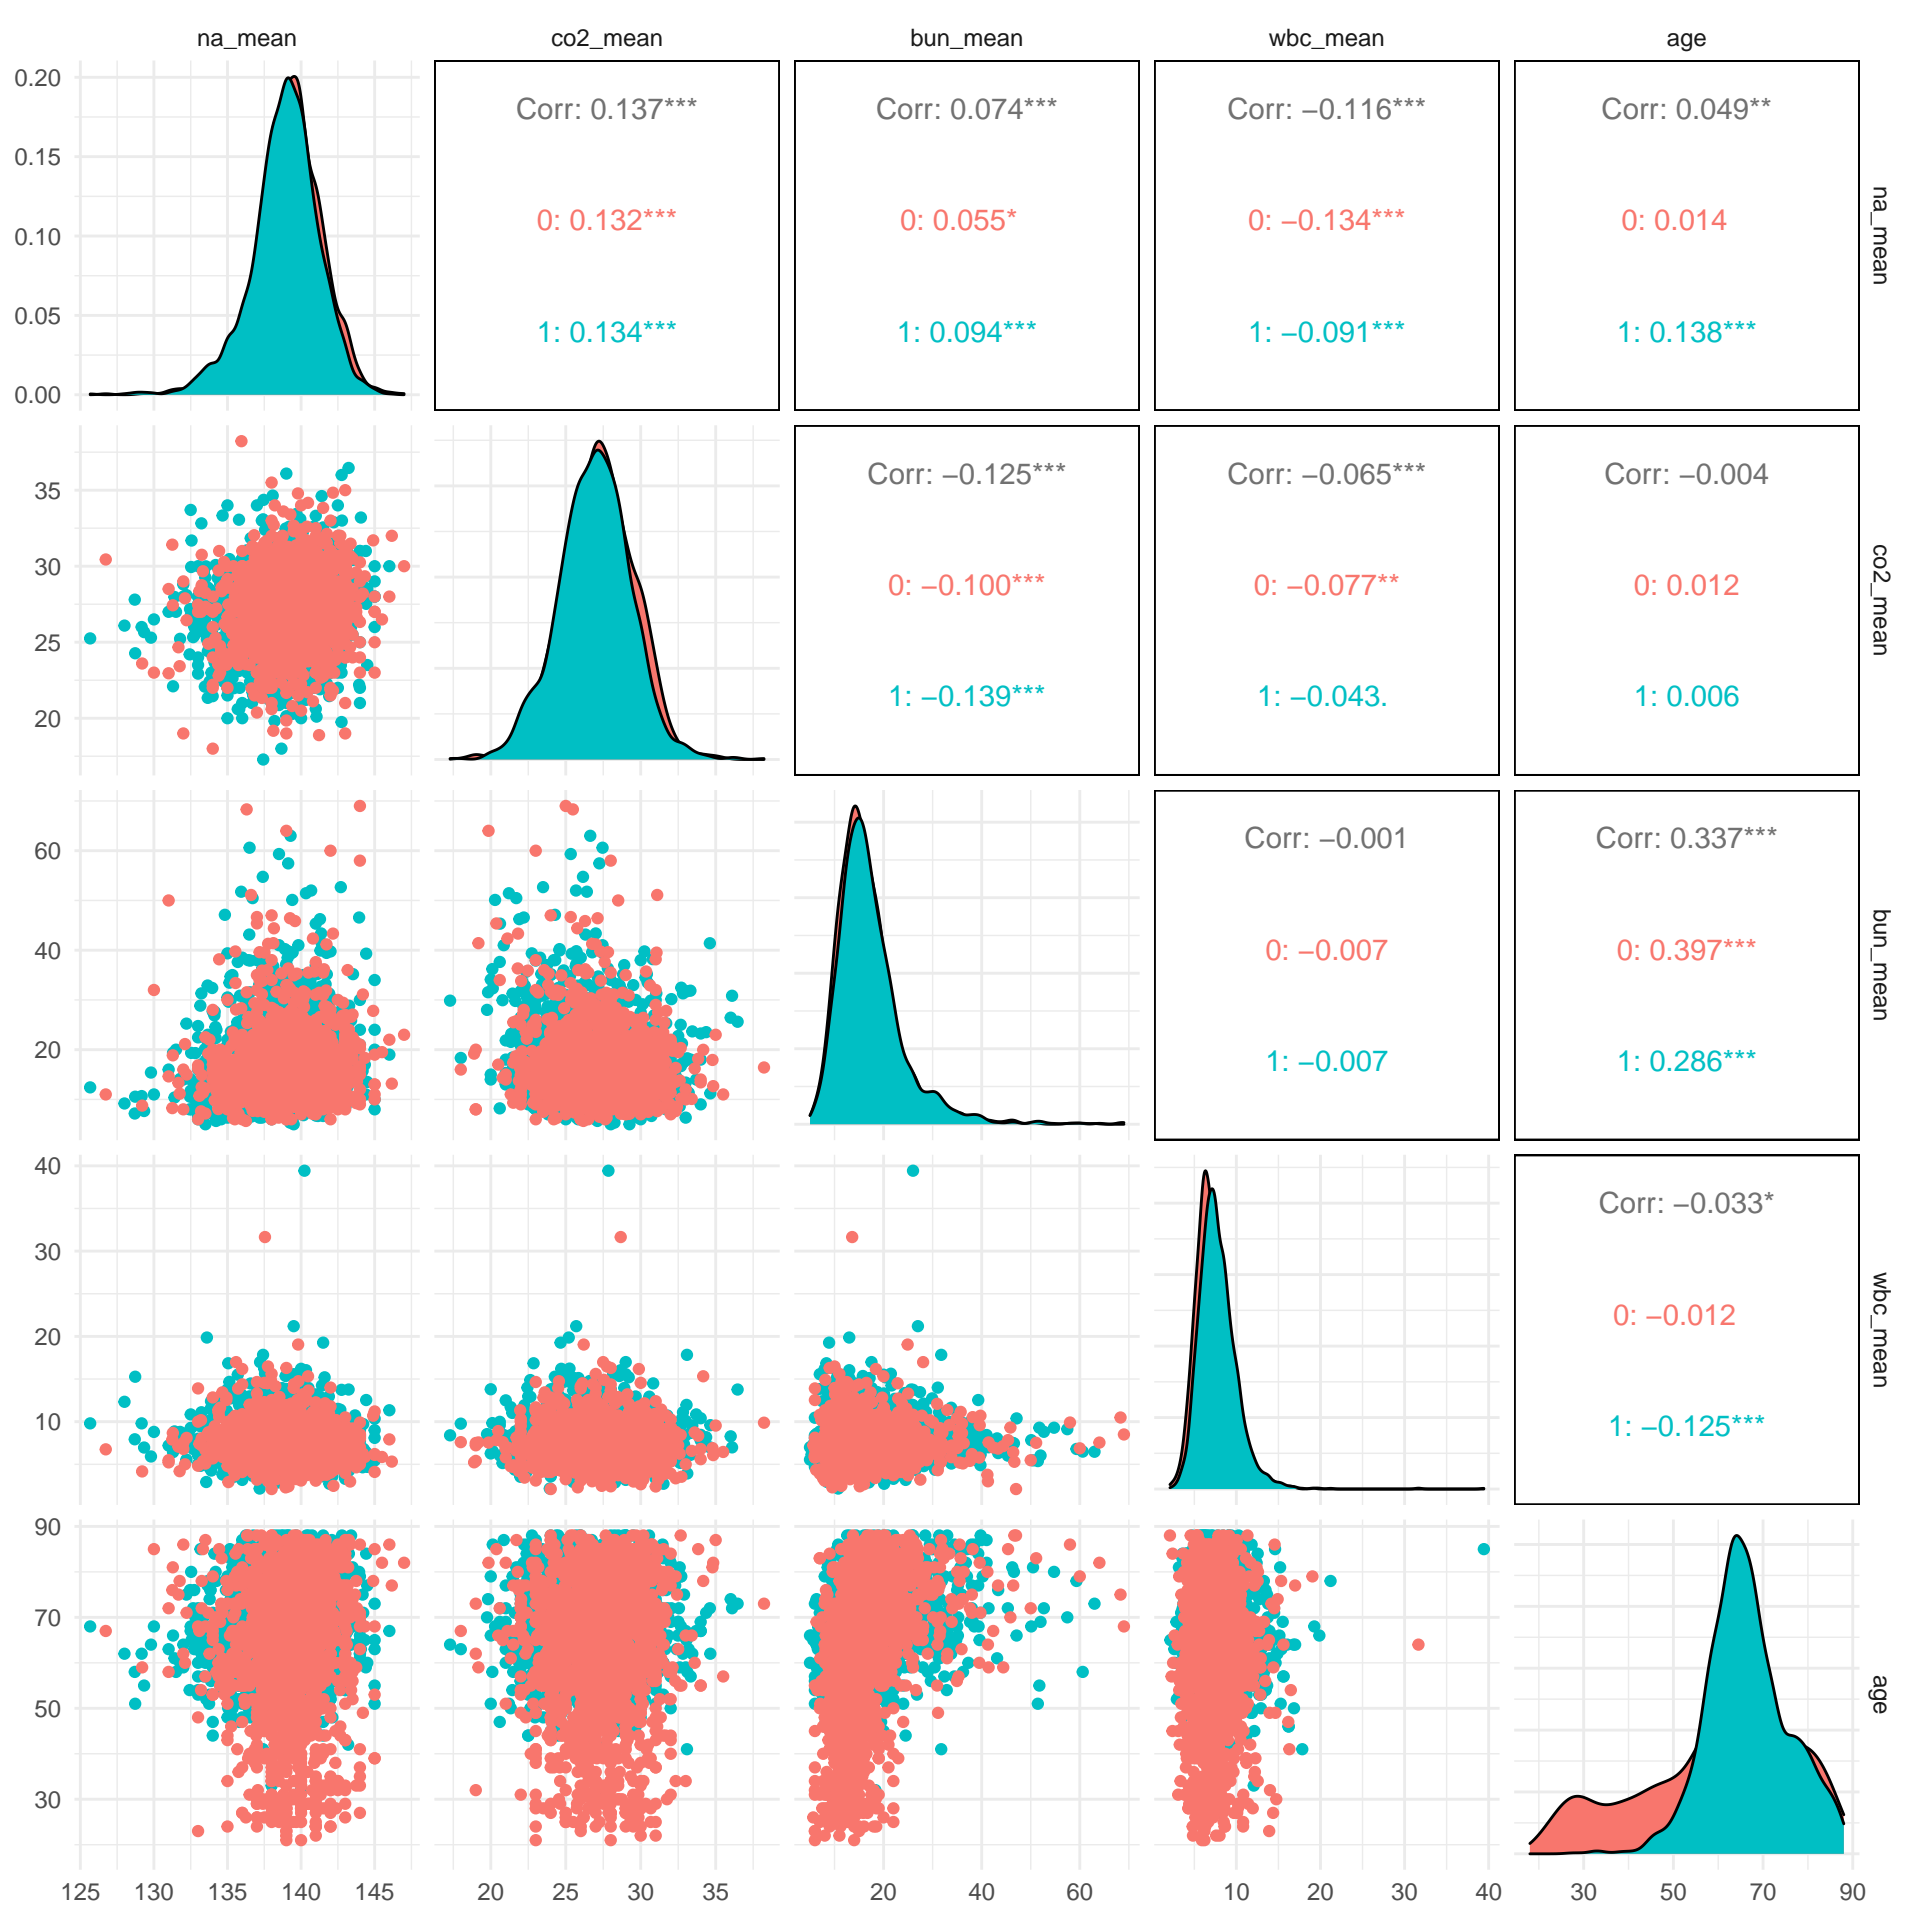 na_mean co2_mean bun_mean wbc_mean age
0.20
0.15
0.10
0.05
0.00
Corr: 0.137***
0: 0.132***
1: 0.134***
Corr: 0.074***
0: 0.055*
1: 0.094***
Corr: −0.116***
0: −0.134***
1: −0.091***
Corr: 0.049**
0: 0.014
1: 0.138***
na_mean
35
30
25
20
Corr: −0.125***
0: −0.100***
1: −0.139***
Corr: −0.065***
0: −0.077**
1: −0.043.
Corr: −0.004
0: 0.012
1: 0.006
co2_mean
60
40
20
Corr: −0.001
0: −0.007
1: −0.007
Corr: 0.337***
0: 0.397***
1: 0.286***
bun_mean
40
30
20
10
Corr: −0.033*
0: −0.012
1: −0.125***
wbc_mean
90
70
50
30
age
125 130 135 140 145 20 25 30 35 20 40 60 10 20 30 40 30 50 70 90